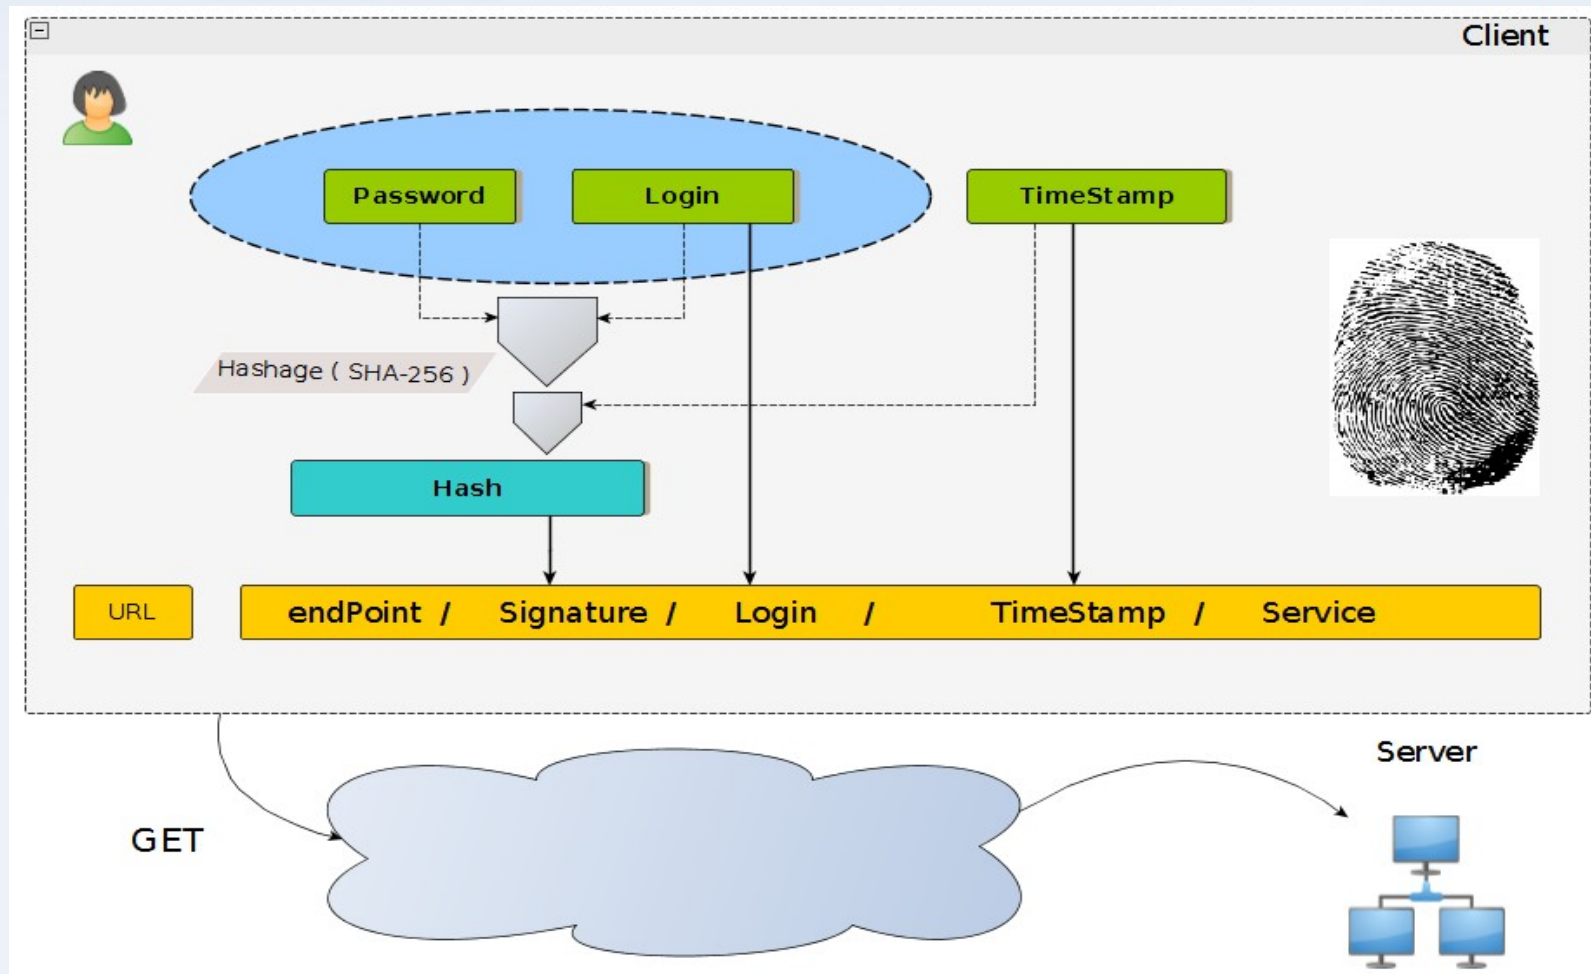 Client
Password
Login
TimeStamp
Hashage ( SHA-256 )
Hash
URL
endPoint / Signature / Login / TimeStamp / Service
Server
GET